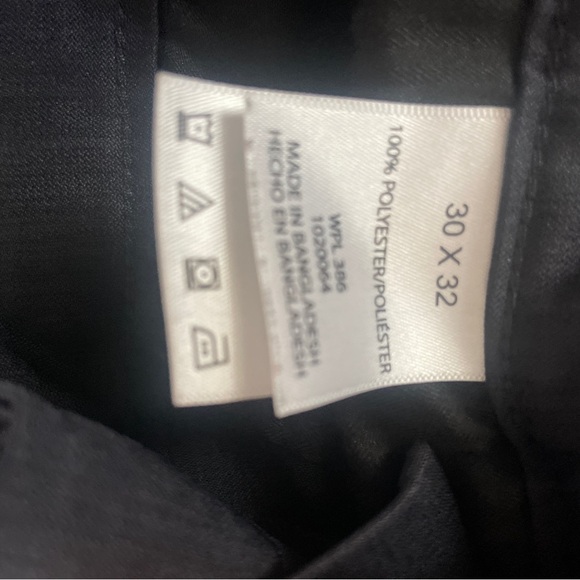 30 X 32
100% POLYESTER/POLIÉSTER
WPL 386
1020064
MADE IN BANGLADESH
HECHO EN BANGLADESH